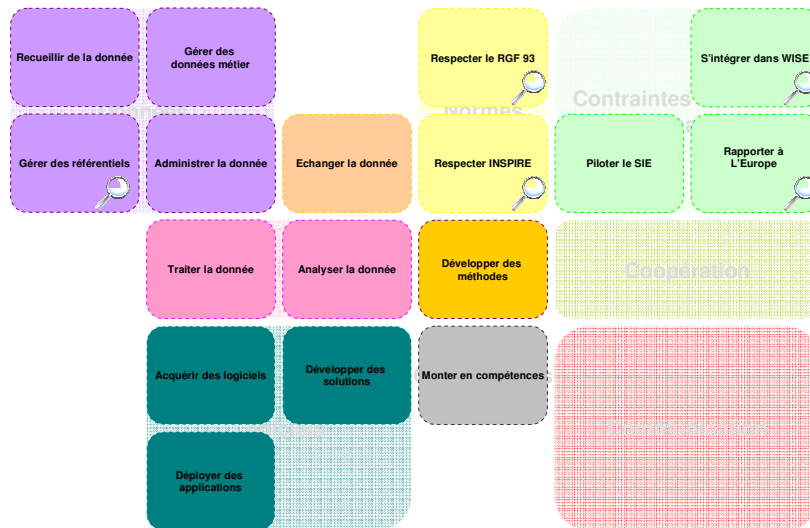 Recueillir de la donnée
Gérer des
données métier
Respecter le RGF 93
S'intégrer dans WISE
Normes
Contraintes
Gérer des référentiels
Administrer la donnée
Echanger la donnée
Respecter INSPIRE
Piloter le SIE
Rapporter à
L'Europe
Traiter la donnée
Analyser la donnée
Développer des
méthodes
Coopération
Acquérir des logiciels
Développer des
solutions
Monter en compétences
Communication
Déployer des
applications